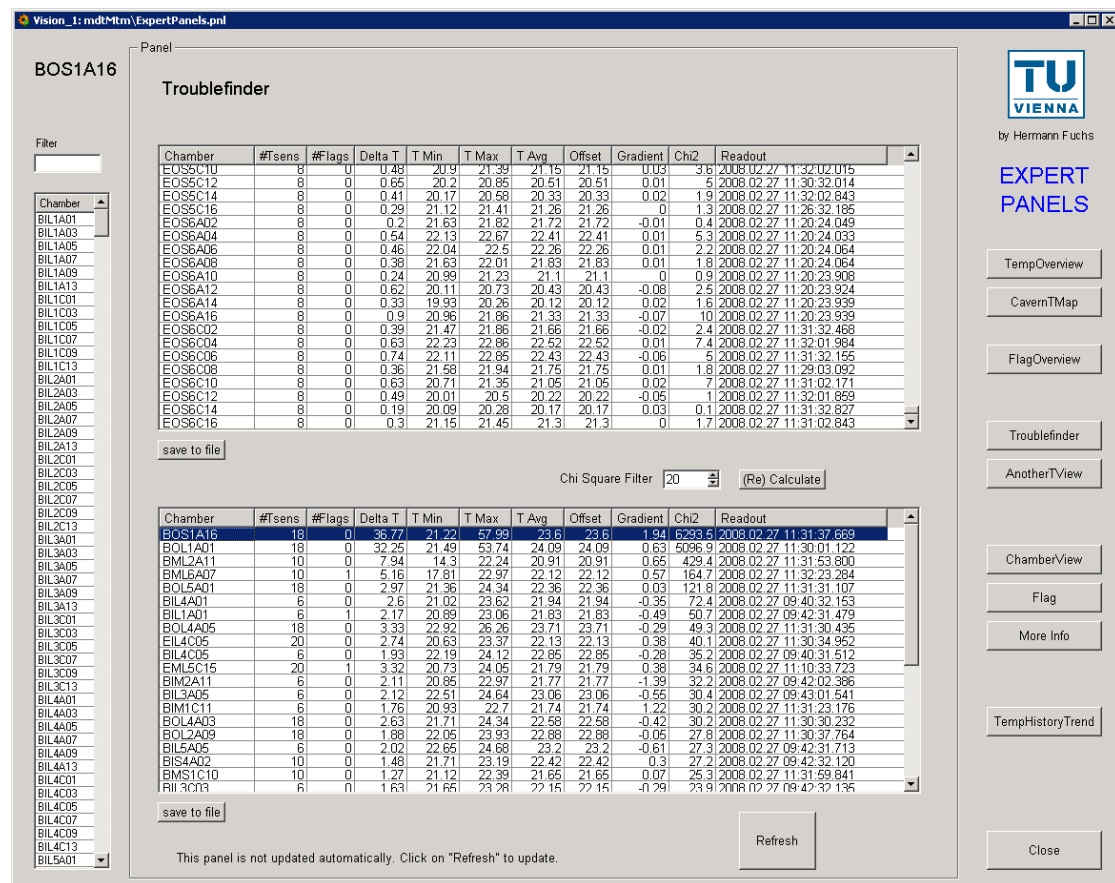 Vision_1: mdtMtm\ExpertPanels.pnl
BOS1A16
Filter
Chamber
BIL1A01
BIL1A03
BIL1A05
BIL1A07
BIL1A09
BIL1A13
BIL1C01
BIL1C03
BIL1C05
BIL1C07
BIL1C09
BIL1C13
BIL2A01
BIL2A03
BIL2A05
BIL2A07
BIL2A09
BIL2A13
BIL2C01
BIL2C03
BIL2C05
BIL2C07
BIL2C09
BIL2C13
BIL3A01
BIL3A03
BIL3A05
BIL3A07
BIL3A09
BIL3A13
BIL3C01
BIL3C03
BIL3C05
BIL3C07
BIL3C09
BIL3C13
BIL4A01
BIL4A03
BIL4A05
BIL4A07
BIL4A09
BIL4A13
BIL4C01
BIL4C03
BIL4C05
BIL4C07
BIL4C09
BIL4C13
BIL5A01
Panel
Troublefinder
Chamber #Tsens #Flags Delta T T Min T Max T Avg Offset Gradient Chi2 Readout
EOS5C10 8 0 0.48 20.9 21.39 21.15 21.15 0.03 3.6 2008.02.27 11:32:02.015
EOS5C12 8 0 0.65 20.2 20.85 20.51 20.51 0.01 5 2008.02.27 11:30:32.014
EOS5C14 8 0 0.41 20.17 20.58 20.33 20.33 0.02 1.9 2008.02.27 11:32:02.843
EOS5C16 8 0 0.29 21.12 21.41 21.26 21.26 0 1.3 2008.02.27 11:26:32.185
EOS6A02 8 0 0.2 21.63 21.82 21.72 21.72 -0.01 0.4 2008.02.27 11:20:24.049
EOS6A04 8 0 0.54 22.13 22.67 22.41 22.41 0.01 5.3 2008.02.27 11:20:24.033
EOS6A06 8 0 0.46 22.04 22.5 22.26 22.26 0.01 2.2 2008.02.27 11:20:24.064
EOS6A08 8 0 0.38 21.63 22.01 21.83 21.83 0.01 1.8 2008.02.27 11:20:24.064
EOS6A10 8 0 0.24 20.99 21.23 21.1 21.1 0 0.9 2008.02.27 11:20:23.908
EOS6A12 8 0 0.62 20.11 20.73 20.43 20.43 -0.08 2.5 2008.02.27 11:20:23.924
EOS6A14 8 0 0.33 19.93 20.26 20.12 20.12 0.02 1.6 2008.02.27 11:20:23.939
EOS6A16 8 0 0.9 20.96 21.86 21.33 21.33 -0.07 10 2008.02.27 11:20:23.939
EOS6C02 8 0 0.39 21.47 21.86 21.66 21.66 -0.02 2.4 2008.02.27 11:31:32.468
EOS6C04 8 0 0.63 22.23 22.86 22.52 22.52 0.01 7.4 2008.02.27 11:32:01.984
EOS6C06 8 0 0.74 22.11 22.85 22.43 22.43 -0.06 5 2008.02.27 11:31:32.155
EOS6C08 8 0 0.36 21.58 21.94 21.75 21.75 0.01 1.8 2008.02.27 11:29:03.092
EOS6C10 8 0 0.63 20.71 21.35 21.05 21.05 0.02 7 2008.02.27 11:31:02.171
EOS6C12 8 0 0.49 20.01 20.5 20.22 20.22 -0.05 1 2008.02.27 11:32:01.859
EOS6C14 8 0 0.19 20.09 20.28 20.17 20.17 0.03 0.1 2008.02.27 11:31:32.827
EOS6C16 8 0 0.3 21.15 21.45 21.3 21.3 0 1.7 2008.02.27 11:31:02.843
save to file
Chi Square Filter 20 (Re) Calculate
Chamber #Tsens #Flags Delta T T Min T Max T Avg Offset Gradient Chi2 Readout
BOS1A16 18 0 36.77 21.22 57.99 23.6 23.6 1.94 6293.5 2008.02.27 11:31:37.669
BOL1A01 18 0 32.25 21.49 53.74 24.09 24.09 0.63 5096.9 2008.02.27 11:30:01.122
BML2A11 10 0 7.94 14.3 22.24 20.91 20.91 0.65 429.4 2008.02.27 11:31:53.800
BML6A07 10 1 5.16 17.81 22.97 22.12 22.12 0.57 164.7 2008.02.27 11:32:23.284
BOL5A01 18 0 2.97 21.36 24.34 22.36 22.36 0.03 121.8 2008.02.27 11:31:31.107
BIL4A01 6 0 2.6 21.02 23.62 21.94 21.94 -0.35 72.4 2008.02.27 09:40:32.153
BIL1A01 6 1 2.17 20.89 23.06 21.83 21.83 -0.49 50.7 2008.02.27 09:42:31.479
BOL4A05 18 0 3.33 22.92 26.26 23.71 23.71 -0.29 49.3 2008.02.27 11:31:30.435
EIL4C05 20 0 2.74 20.63 23.37 22.13 22.13 0.38 40.1 2008.02.27 11:30:34.952
BIL4C05 6 0 1.93 22.19 24.12 22.85 22.85 -0.28 35.2 2008.02.27 09:40:31.512
EML5C15 20 1 3.32 20.73 24.05 21.79 21.79 0.38 34.6 2008.02.27 11:10:33.723
BIM2A11 6 0 2.11 20.85 22.97 21.77 21.77 -1.39 32.2 2008.02.27 09:42:02.386
BIL3A05 6 0 2.12 22.51 24.64 23.06 23.06 -0.55 30.4 2008.02.27 09:43:01.541
BIM1C11 6 0 1.76 20.93 22.7 21.74 21.74 1.22 30.2 2008.02.27 11:31:23.176
BOL4A03 18 0 2.63 21.71 24.34 22.58 22.58 -0.42 30.2 2008.02.27 11:30:30.232
BOL2A09 18 0 1.88 22.05 23.93 22.88 22.88 -0.05 27.8 2008.02.27 11:30:37.764
BIL5A05 6 0 2.02 22.65 24.68 23.2 23.2 -0.61 27.3 2008.02.27 09:42:31.713
BIS4A02 10 0 1.48 21.71 23.19 22.42 22.42 0.3 27.2 2008.02.27 09:42:32.120
BMS1C10 10 0 1.27 21.12 22.39 21.65 21.65 0.07 25.3 2008.02.27 11:31:59.841
BIL3C03 6 0 1.63 21.65 23.28 22.15 22.15 -0.29 23.9 2008.02.27 09:42:32.135
save to file
This panel is not updated automatically. Click on "Refresh" to update.
Refresh
TU
VIENNA
by Hermann Fuchs
EXPERT
PANELS
TempOverview
CavernTMap
FlagOverview
Troublefinder
AnotherTView
ChamberView
Flag
More Info
TempHistoryTrend
Close